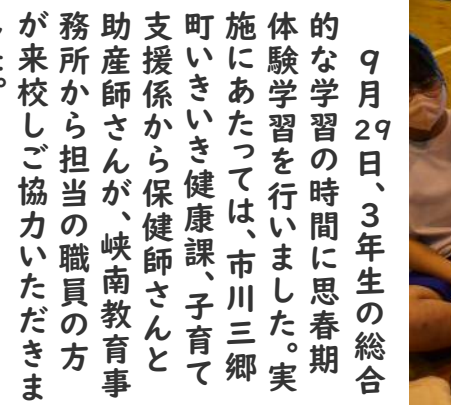 9月29日、3年生の総合
的な学習の時間に思春期
体験学習を行いました。実
施にあたっては、市川三郷
町いきいき健康課、子育て
支援係から保健師さんと
助産師さんが、峡南教育事
務所から担当の職員の方
が来校しご協力いただきま
した。